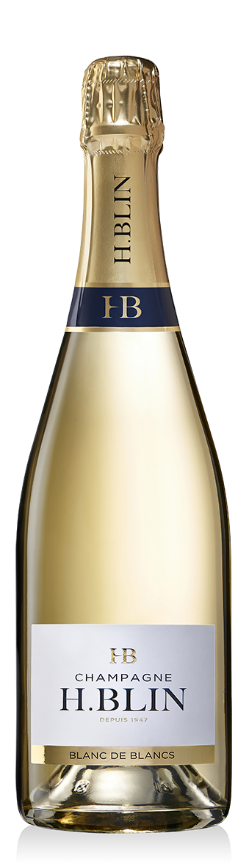 H.BLIN
HB
HB
CHAMPAGNE
H.BLIN
DEPUIS 1947
BLANC DE BLANCS